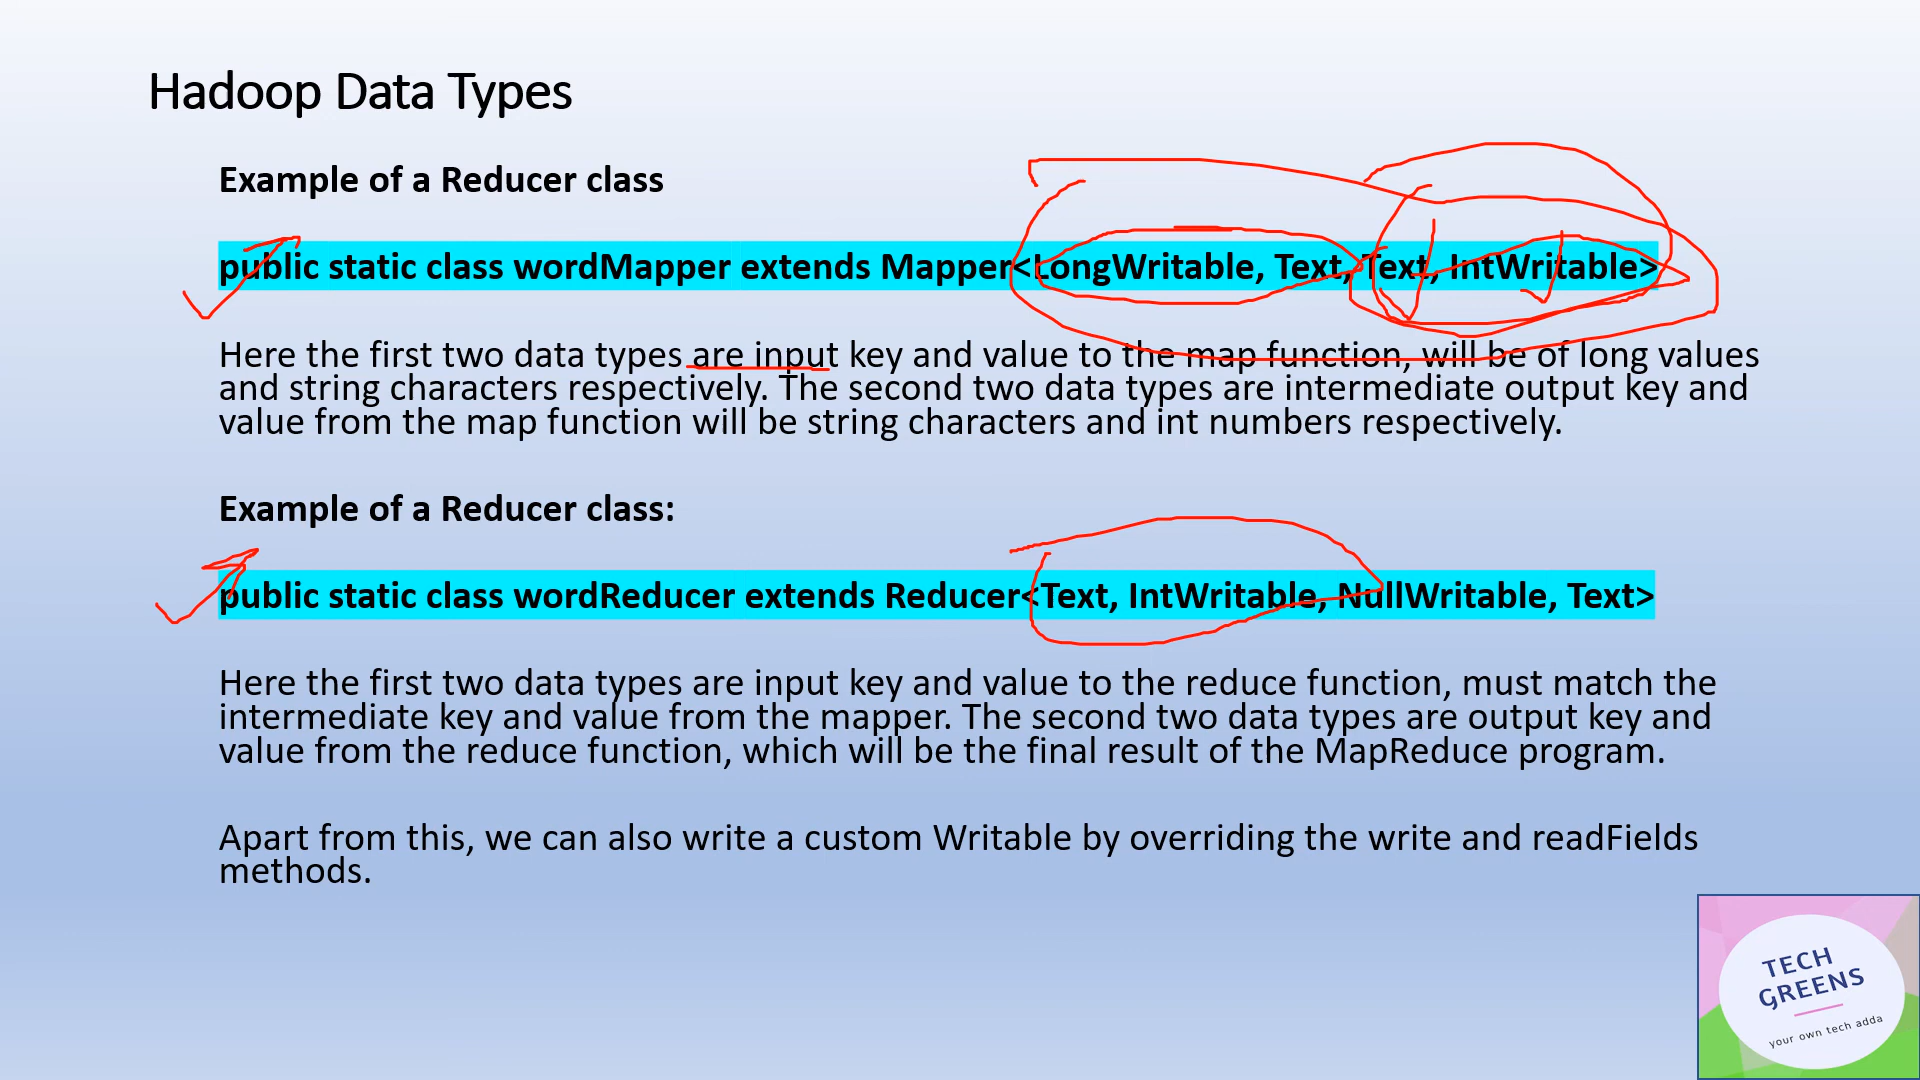 Hadoop Data Types
Example of a Reducer class
public static class wordMapper extends Mapper<LongWritable, Text, Text, IntWritable>
Here the first two data types are input key and value to the map function, will be of long values
and string characters respectively. The second two data types are intermediate output key and
value from the map function will be string characters and int numbers respectively.
Example of a Reducer class:
public static class wordReducer extends Reducer<Text, IntWritable, NullWritable, Text>
Here the first two data types are input key and value to the reduce function, must match the
intermediate key and value from the mapper. The second two data types are output key and
value from the reduce function, which will be the final result of the MapReduce program.
Apart from this, we can also write a custom Writable by overriding the write and readFields
methods.
TECH
GREENS
your own tech adda